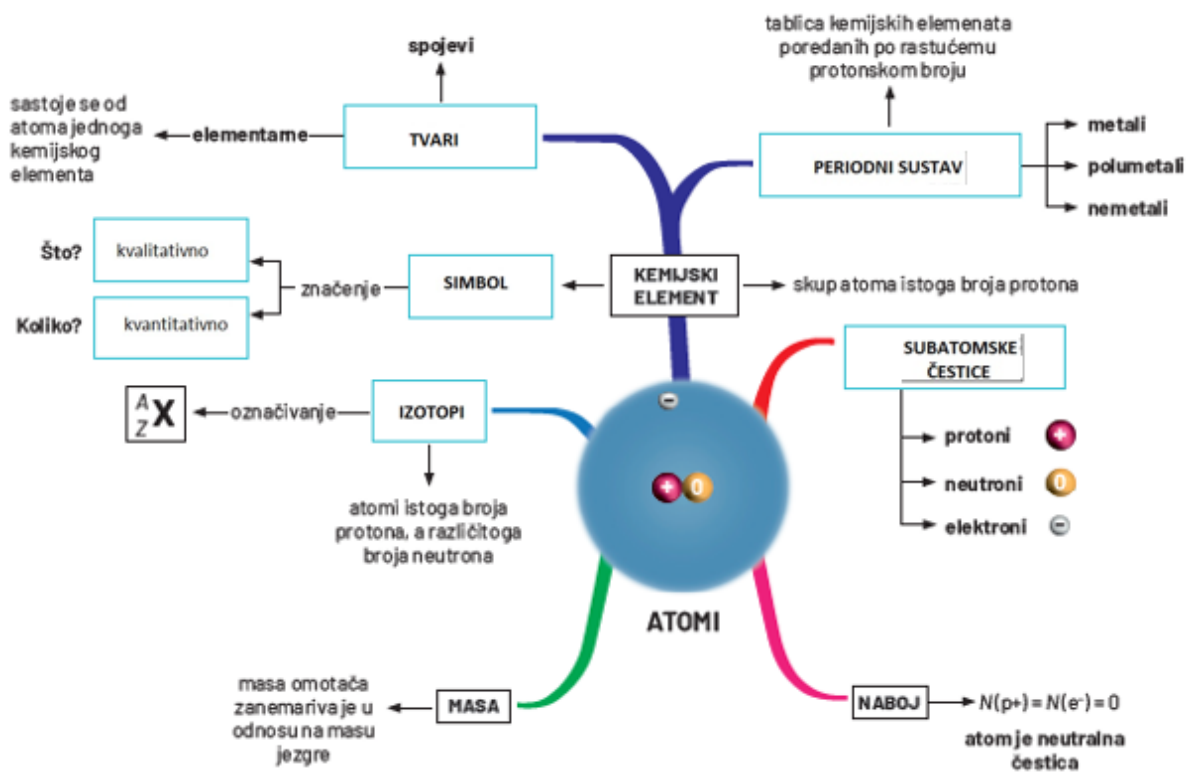 spojevi
sastoje se od
atoma jednoga
kemijskog
elementa
elementarne
TVARI
tablica kemijskih elemenata
poredanih po rastućemu
protonskom broju
PERIODNI SUSTAV
metali
polumetali
nemetali
Što?
kvalitativno
Koliko?
kvantitativno
značenje
SIMBOL
KEMIJSKI
ELEMENT
skup atoma istoga broja protona
SUBATOMSKE
ČESTICE
protoni
+
neutroni
0
elektroni
-
A
Z
X
označivanje
IZOTOPI
atomi istoga broja
protona, a različitoga
broja neutrona
-
+ 0
ATOMI
masa omotača
zanemariva je u
odnosu na masu
jezgre
MASA
NABOJ
N(p+) = N(e⁻) = 0
atom je neutralna
čestica